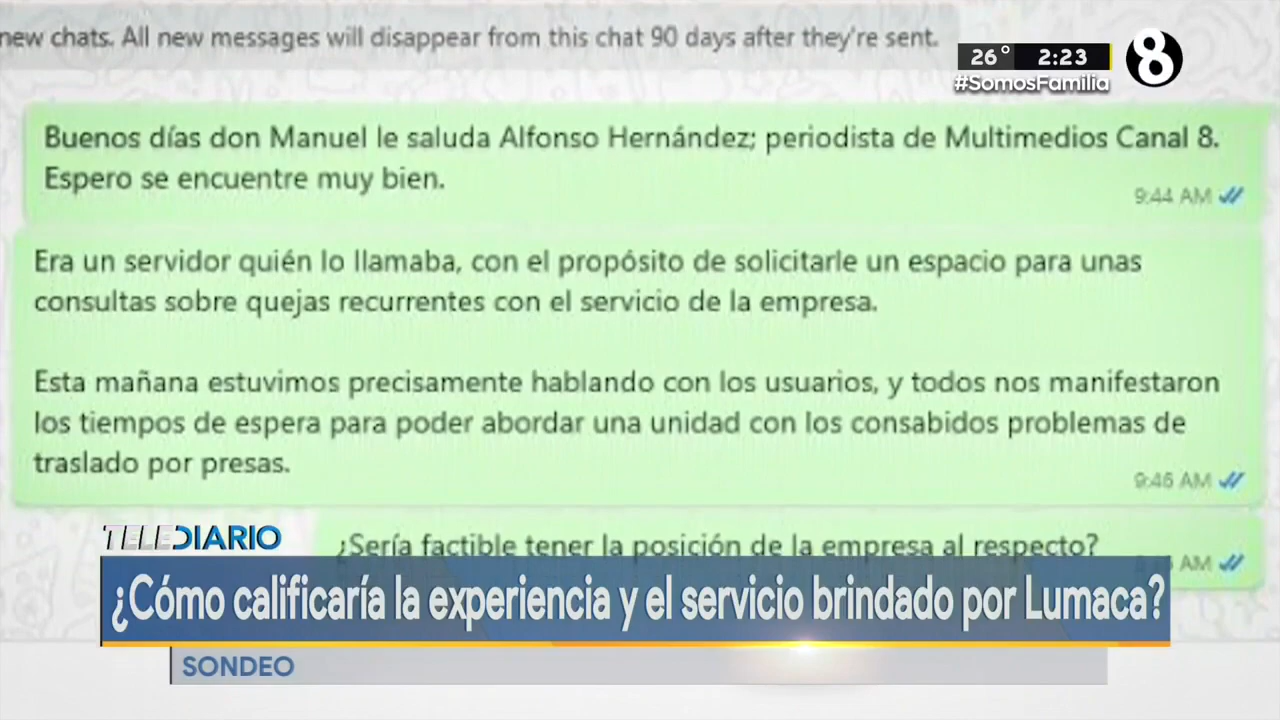 new chats. All new messages will disappear from this chat 90 days after they're sent.
26° 2:23
8
#SomosFamilia
Buenos días don Manuel le saluda Alfonso Hernández; periodista de Multimedios Canal 8.
Espero se encuentre muy bien.
9:44 AM
Era un servidor quién lo llamaba, con el propósito de solicitarle un espacio para unas
consultas sobre quejas recurrentes con el servicio de la empresa.
Esta mañana estuvimos precisamente hablando con los usuarios, y todos nos manifestaron
los tiempos de espera para poder abordar una unidad con los consabidos problemas de
traslado por presas.
9:46 AM
TELEDIARIO
¿Sería factible tener la posición de la empresa al respecto?
AM
¿Cómo calificaría la experiencia y el servicio brindado por Lumaca?
SONDEO